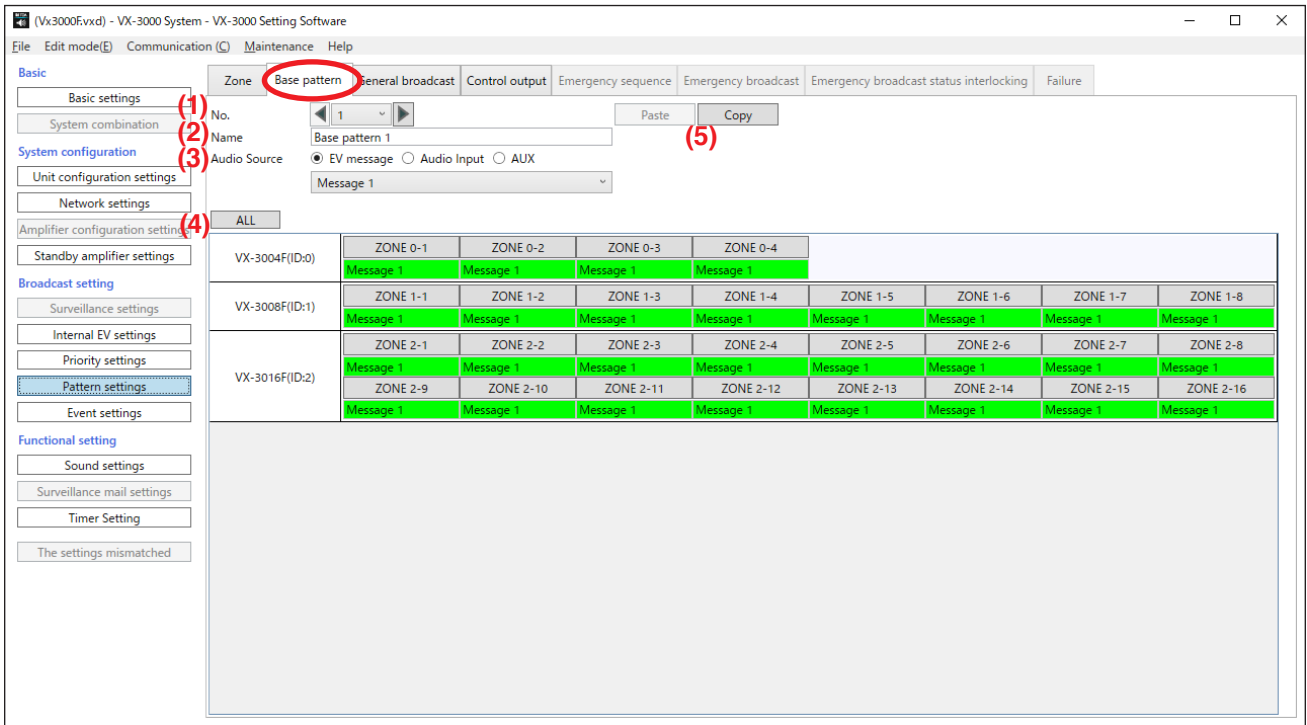 (Vx3000F.vxd) - VX-3000 System - VX-3000 Setting Software
File Edit mode(E) Communication (C) Maintenance Help
Basic
Basic settings
System combination
System configuration
Unit configuration settings
Network settings
Amplifier configuration settings
Standby amplifier settings
Broadcast setting
Surveillance settings
Internal EV settings
Priority settings
Pattern settings
Event settings
Functional setting
Sound settings
Surveillance mail settings
Timer Setting
The settings mismatched
Zone Base pattern General broadcast Control output Emergency sequence Emergency broadcast Emergency broadcast status interlocking Failure
(1) No. 1 Paste Copy
(2) Name Base pattern 1 (5)
(3) Audio Source EV message Audio Input AUX
Message 1
(4) ALL
VX-3004F(ID:0) ZONE 0-1 ZONE 0-2 ZONE 0-3 ZONE 0-4
Message 1 Message 1 Message 1 Message 1
VX-3008F(ID:1) ZONE 1-1 ZONE 1-2 ZONE 1-3 ZONE 1-4 ZONE 1-5 ZONE 1-6 ZONE 1-7 ZONE 1-8
Message 1 Message 1 Message 1 Message 1 Message 1 Message 1 Message 1 Message 1
VX-3016F(ID:2) ZONE 2-1 ZONE 2-2 ZONE 2-3 ZONE 2-4 ZONE 2-5 ZONE 2-6 ZONE 2-7 ZONE 2-8
Message 1 Message 1 Message 1 Message 1 Message 1 Message 1 Message 1 Message 1
ZONE 2-9 ZONE 2-10 ZONE 2-11 ZONE 2-12 ZONE 2-13 ZONE 2-14 ZONE 2-15 ZONE 2-16
Message 1 Message 1 Message 1 Message 1 Message 1 Message 1 Message 1 Message 1